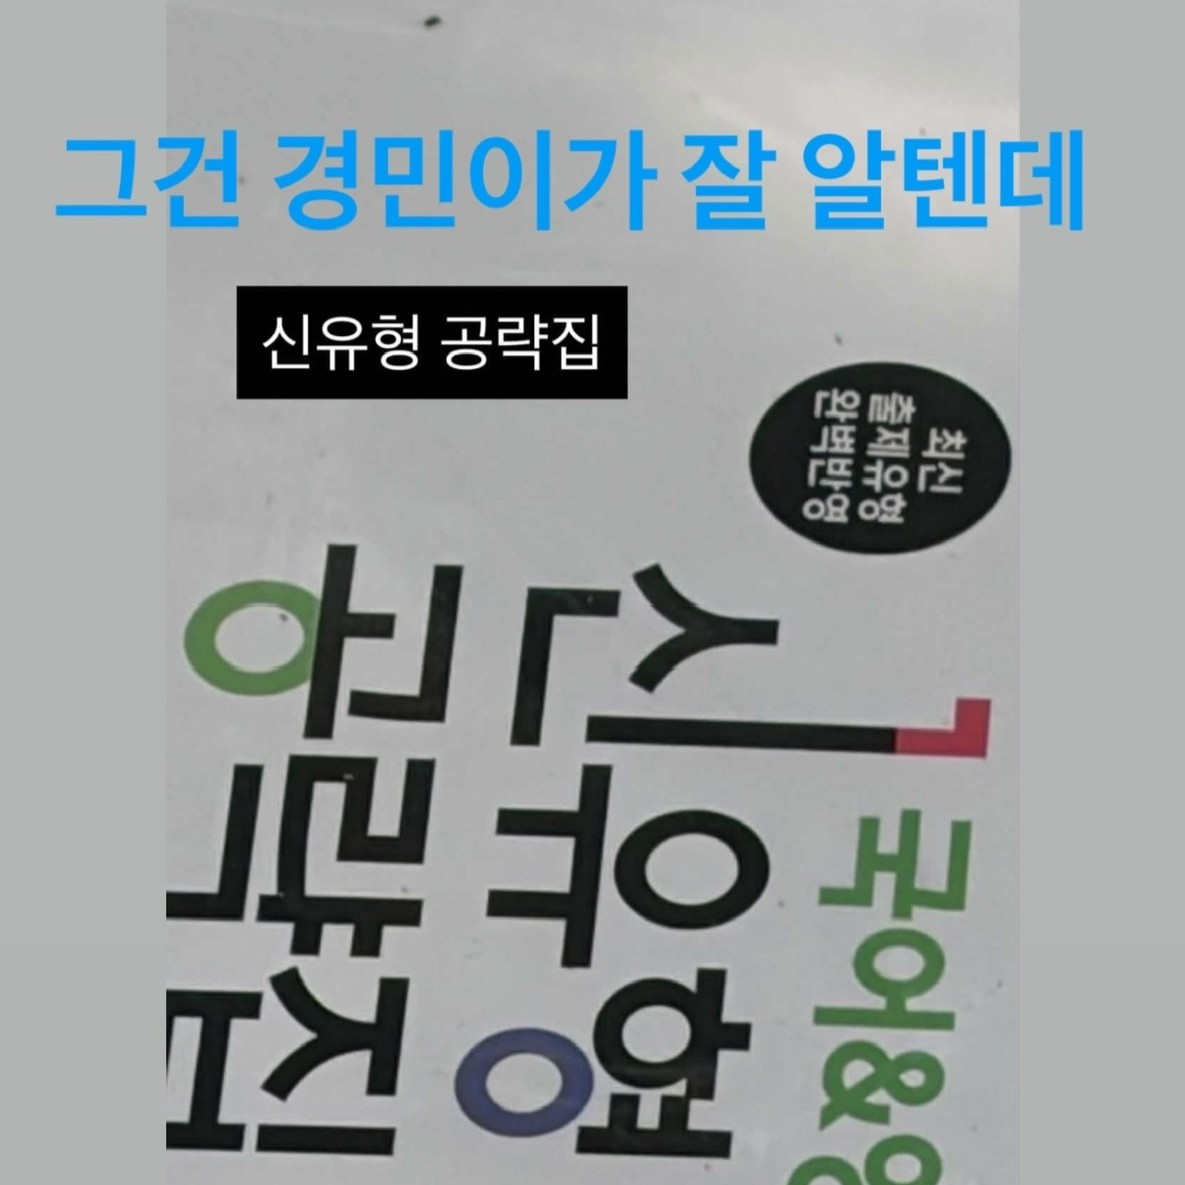 그건 경민이가 잘 알텐데
신유형 공략집
최신
출제유형
완벽반영
국어&영
신유형
공략집